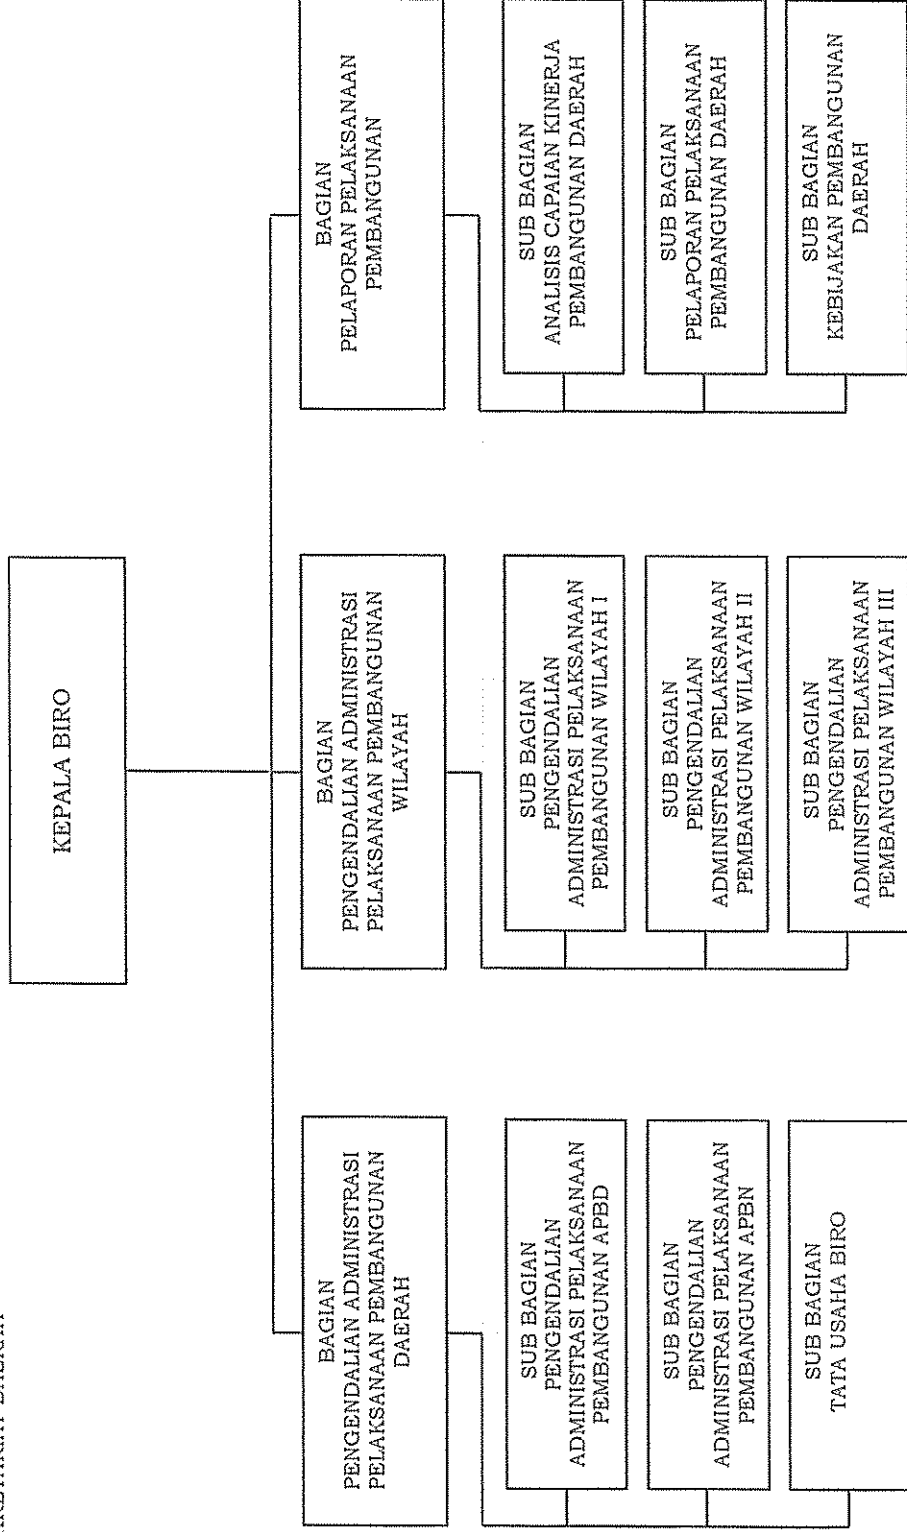 KEPALA BIRO
BAGIAN
PENGENDALIAN ADMINISTRASI
PELAKSANAAN PEMBANGUNAN
DAERAH
SUB BAGIAN
PENGENDALIAN
ADMINISTRASI PELAKSANAAN
PEMBANGUNAN APBD
SUB BAGIAN
PENGENDALIAN
ADMINISTRASI PELAKSANAAN
PEMBANGUNAN APBN
SUB BAGIAN
TATA USAHA BIRO
BAGIAN
PENGENDALIAN ADMINISTRASI
PELAKSANAAN PEMBANGUNAN
WILAYAH
SUB BAGIAN
PENGENDALIAN
ADMINISTRASI PELAKSANAAN
PEMBANGUNAN WILAYAH I
SUB BAGIAN
PENGENDALIAN
ADMINISTRASI PELAKSANAAN
PEMBANGUNAN WILAYAH II
SUB BAGIAN
PENGENDALIAN
ADMINISTRASI PELAKSANAAN
PEMBANGUNAN WILAYAH III
BAGIAN
PELAPORAN PELAKSANAAN
PEMBANGUNAN
SUB BAGIAN
ANALISIS CAPAIAN KINERJA
PEMBANGUNAN DAERAH
SUB BAGIAN
PELAPORAN PELAKSANAAN
PEMBANGUNAN DAERAH
SUB BAGIAN
KEBIJAKAN PEMBANGUNAN
DAERAH